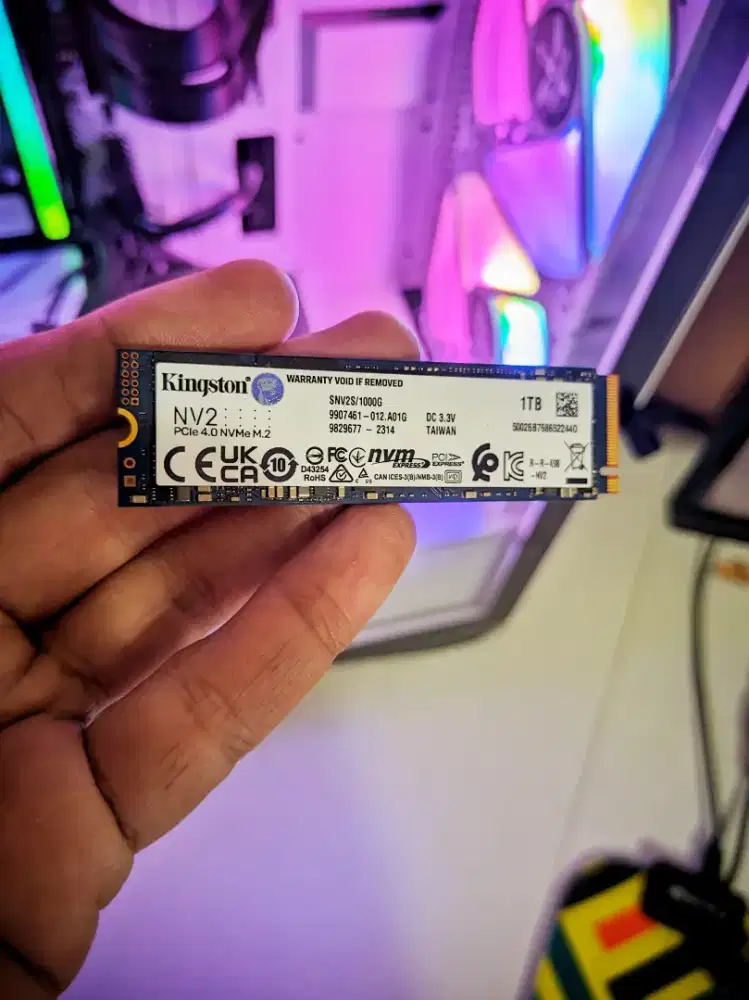 Kingston
WARRANTY VOID IF REMOVED
NV2
PCIe 4.0 NVMe M.2
SNV2S/1000G
9907461-012.A01G
9829677 - 2314
DC 3.3V
TAIWAN
1TB
CE
UK
CA
10
D43254
RoHS
FC
nvm
EXPRESS
PCI
EXPRESS
CAN ICES-3(B)/NMB-3(B)
R-R-K98
-NV2